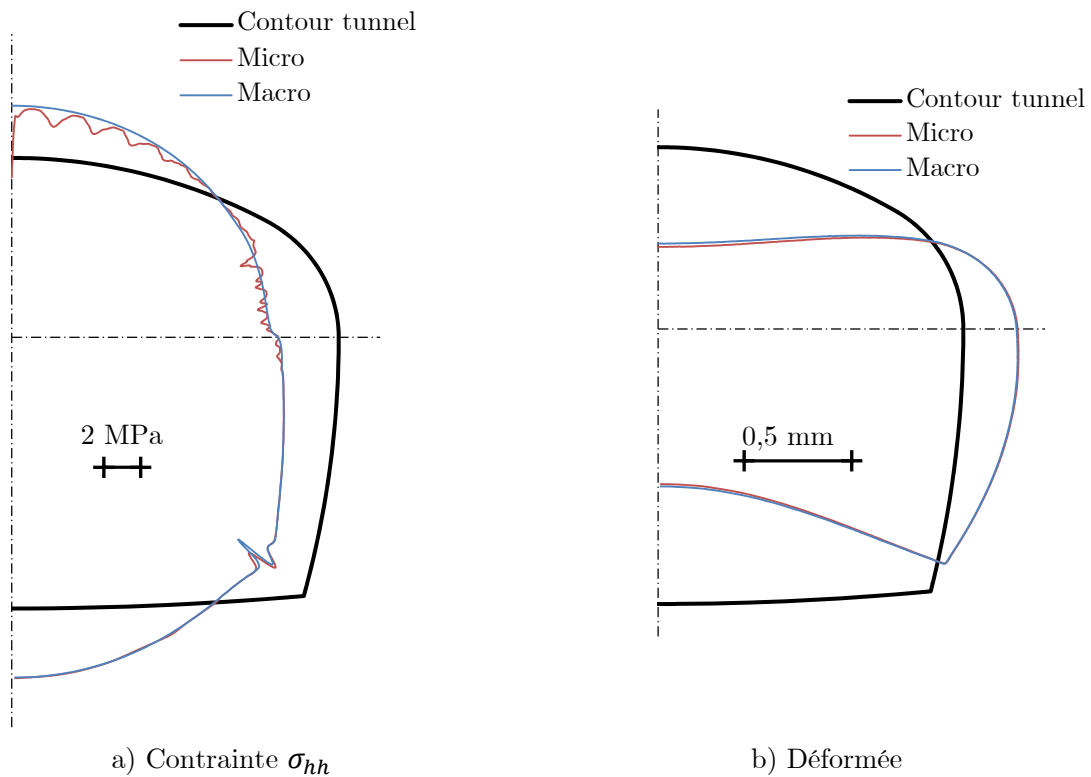 Contour tunnel
Micro
Macro
2 MPa
a) Contrainte σhh
Contour tunnel
Micro
Macro
0,5 mm
b) Déformée